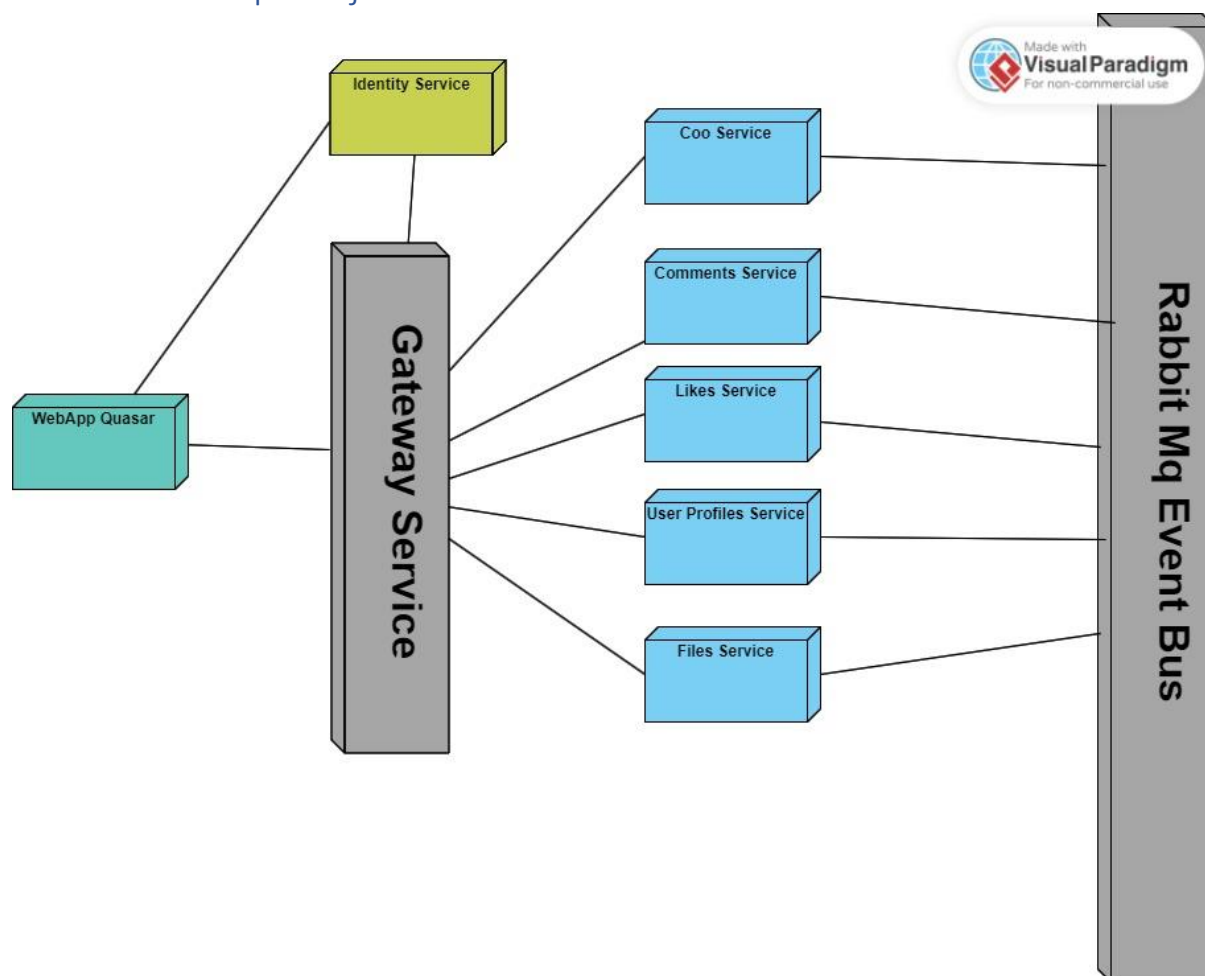 Made with
Visual Paradigm
For non-commercial use
Identity Service
Coo Service
Comments Service
Likes Service
WebApp Quasar
User Profiles Service
Files Service
Gateway Service
Rabbit Mq Event Bus